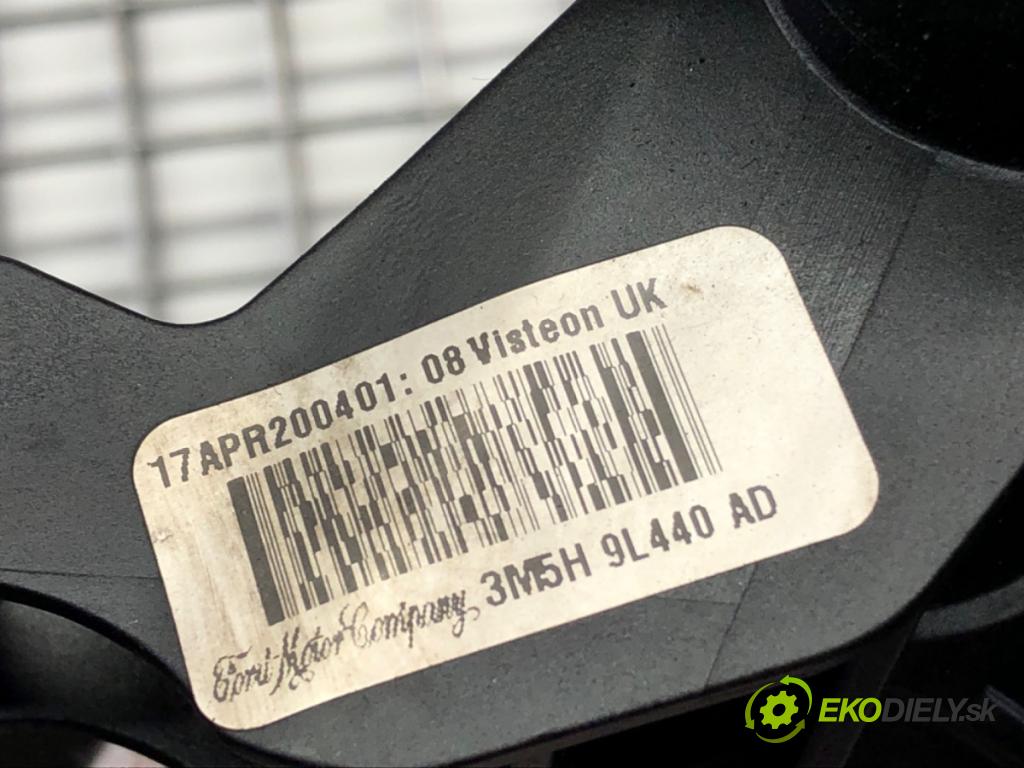 17APR200401:08 Visteon UK
Ford Motor Company 3M5H 9L440 AD
EKODIELY.sk